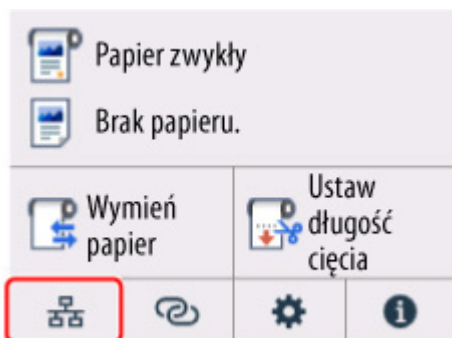 Papier zwykły
Brak papieru.
Wymień
papier
Ustaw
długość
cięcia